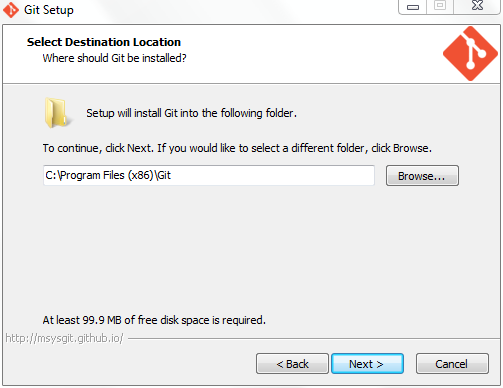 Git Setup
Select Destination Location
Where should Git be installed?
Setup will install Git into the following folder.
To continue, click Next. If you would like to select a different folder, click Browse.
C:\Program Files (x86)\Git
Browse...
At least 99.9 MB of free disk space is required.
http://msysgit.github.io/
< Back
Next >
Cancel